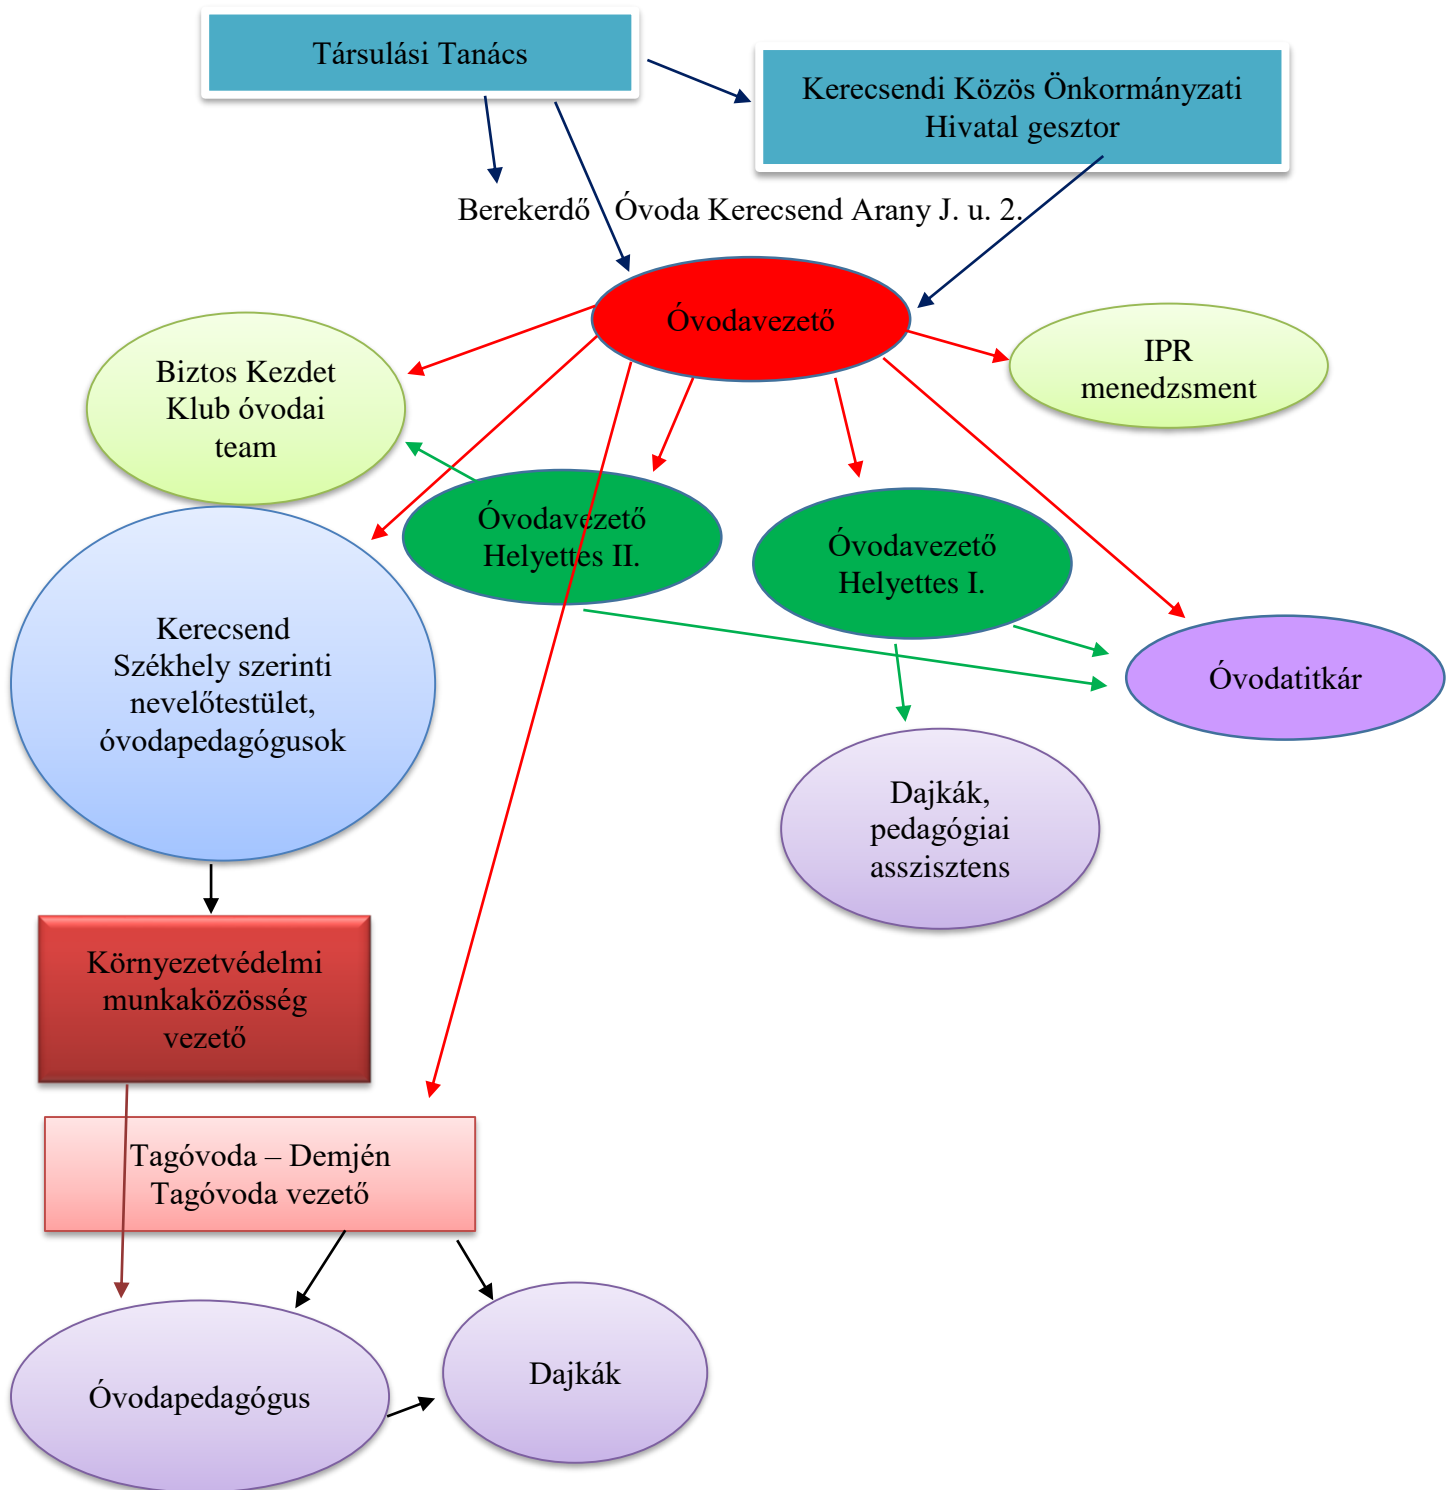 Társulási Tanács
Kerecsendi Közös Önkormányzati
Hivatal gesztor
Berekerdő Óvoda Kerecsend Arany J. u. 2.
Óvodavezető
IPR
menedzsment
Biztos Kezdet
Klub óvodai
team
Óvodavezető
Helyettes II.
Óvodavezető
Helyettes I.
Kerecsend
Székhely szerinti
nevelőtestület,
óvodapedagógusok
Óvodatitkár
Dajkák,
pedagógiai
asszisztens
Környezetvédelmi
munkaközösség
vezető
Tagóvoda – Demjén
Tagóvoda vezető
Óvodapedagógus
Dajkák